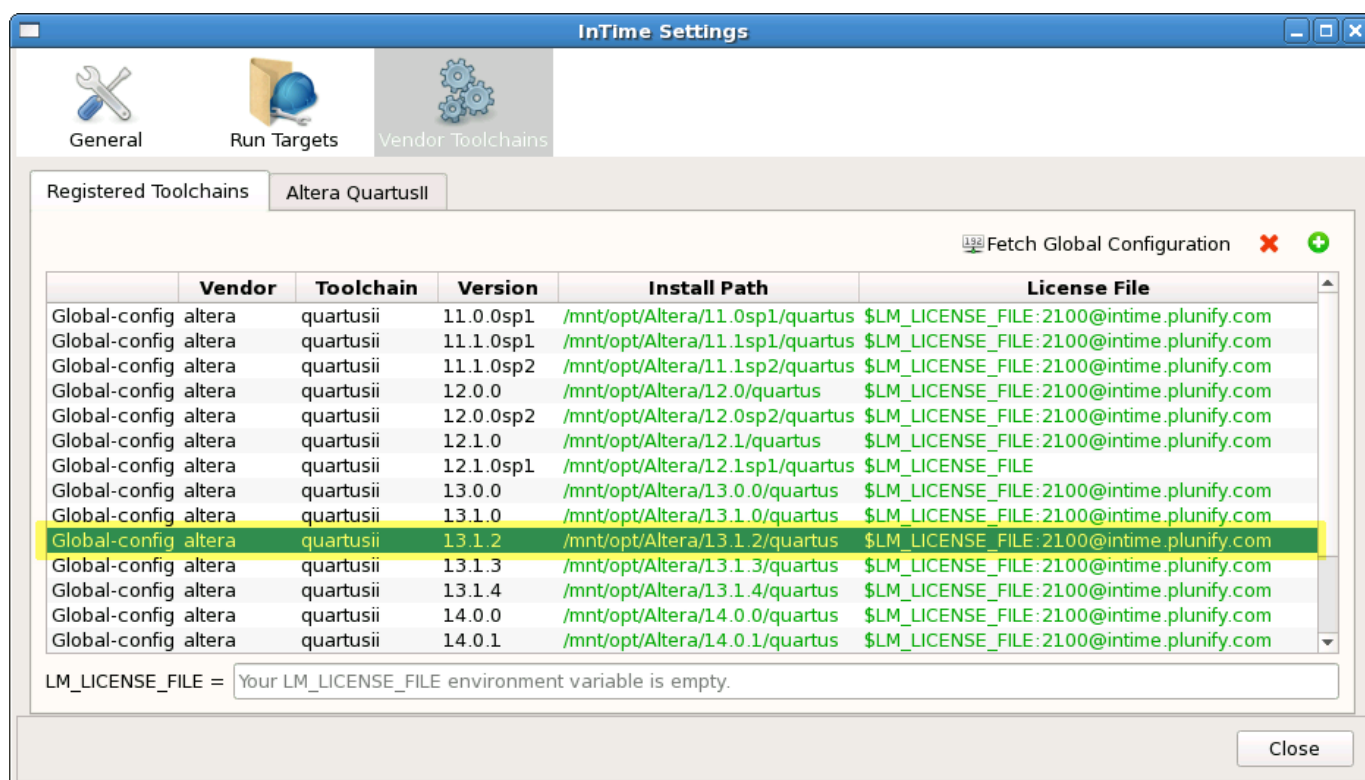 InTime Settings
General Run Targets Vendor Toolchains
Registered Toolchains Altera QuartusII
192 Fetch Global Configuration
Vendor Toolchain Version Install Path License File
Global-config altera quartusii 11.0.0sp1 /mnt/opt/Altera/11.0sp1/quartus $LM_LICENSE_FILE:2100@intime.plunify.com
Global-config altera quartusii 11.1.0sp1 /mnt/opt/Altera/11.1sp1/quartus $LM_LICENSE_FILE:2100@intime.plunify.com
Global-config altera quartusii 11.1.0sp2 /mnt/opt/Altera/11.1sp2/quartus $LM_LICENSE_FILE:2100@intime.plunify.com
Global-config altera quartusii 12.0.0 /mnt/opt/Altera/12.0/quartus $LM_LICENSE_FILE:2100@intime.plunify.com
Global-config altera quartusii 12.0.0sp2 /mnt/opt/Altera/12.0sp2/quartus $LM_LICENSE_FILE:2100@intime.plunify.com
Global-config altera quartusii 12.1.0 /mnt/opt/Altera/12.1/quartus $LM_LICENSE_FILE:2100@intime.plunify.com
Global-config altera quartusii 12.1.0sp1 /mnt/opt/Altera/12.1sp1/quartus $LM_LICENSE_FILE
Global-config altera quartusii 13.0.0 /mnt/opt/Altera/13.0.0/quartus $LM_LICENSE_FILE:2100@intime.plunify.com
Global-config altera quartusii 13.1.0 /mnt/opt/Altera/13.1.0/quartus $LM_LICENSE_FILE:2100@intime.plunify.com
Global-config altera quartusii 13.1.2 /mnt/opt/Altera/13.1.2/quartus $LM_LICENSE_FILE:2100@intime.plunify.com
Global-config altera quartusii 13.1.3 /mnt/opt/Altera/13.1.3/quartus $LM_LICENSE_FILE:2100@intime.plunify.com
Global-config altera quartusii 13.1.4 /mnt/opt/Altera/13.1.4/quartus $LM_LICENSE_FILE:2100@intime.plunify.com
Global-config altera quartusii 14.0.0 /mnt/opt/Altera/14.0.0/quartus $LM_LICENSE_FILE:2100@intime.plunify.com
Global-config altera quartusii 14.0.1 /mnt/opt/Altera/14.0.1/quartus $LM_LICENSE_FILE:2100@intime.plunify.com
LM_LICENSE_FILE = Your LM_LICENSE_FILE environment variable is empty.
Close